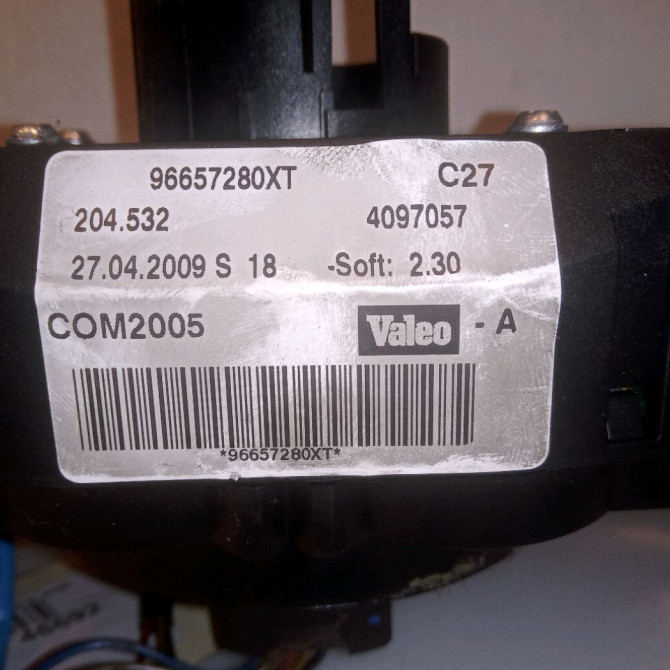 96657280XT C27
204.532 4097057
27.04.2009 S 18 -Soft: 2.30
COM2005 Valeo - A
*96657280XT*